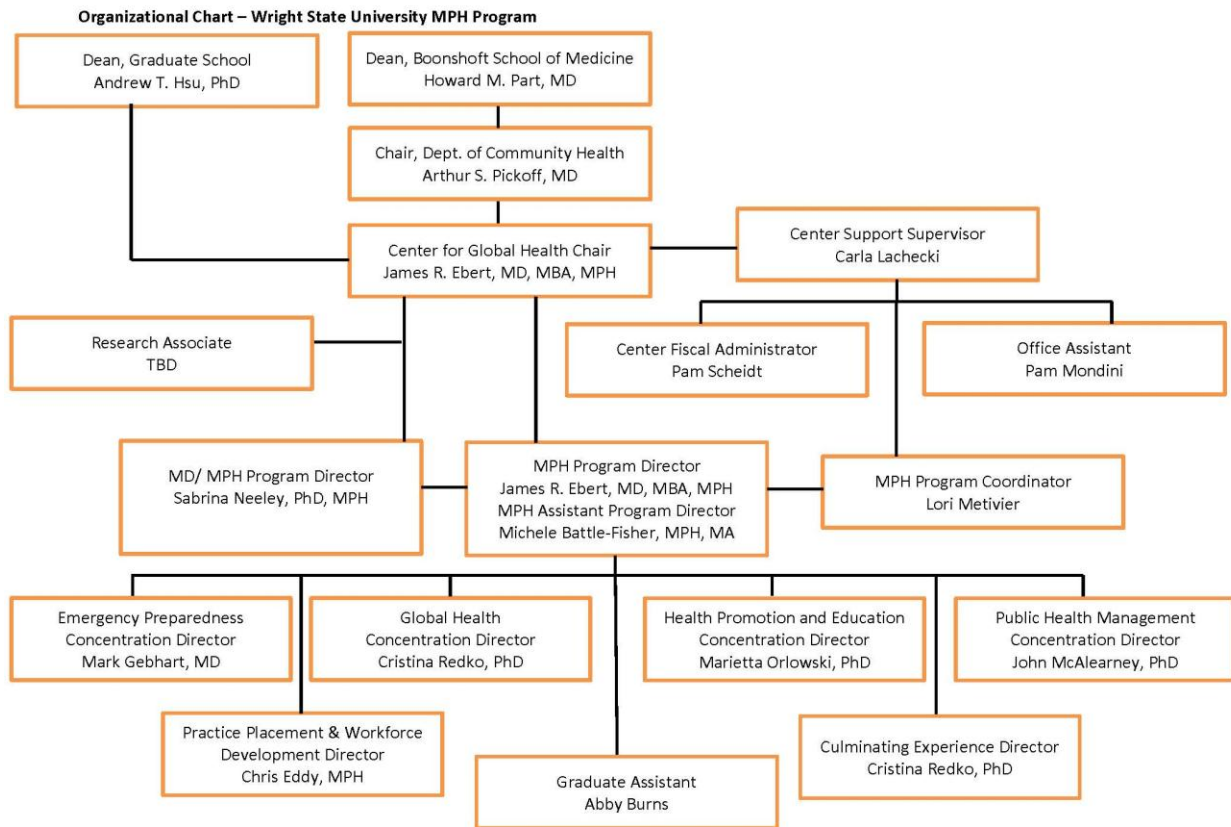 Organizational Chart – Wright State University MPH Program
Dean, Graduate School
Andrew T. Hsu, PhD
Dean, Boonshoft School of Medicine
Howard M. Part, MD
Chair, Dept. of Community Health
Arthur S. Pickoff, MD
Center for Global Health Chair
James R. Ebert, MD, MBA, MPH
Center Support Supervisor
Carla Lachecki
Research Associate
TBD
Center Fiscal Administrator
Pam Scheidt
Office Assistant
Pam Mondini
MD/ MPH Program Director
Sabrina Neeley, PhD, MPH
MPH Program Director
James R. Ebert, MD, MBA, MPH
MPH Assistant Program Director
Michele Battle-Fisher, MPH, MA
MPH Program Coordinator
Lori Metivier
Emergency Preparedness
Concentration Director
Mark Gebhart, MD
Global Health
Concentration Director
Cristina Redko, PhD
Health Promotion and Education
Concentration Director
Marietta Orlowski, PhD
Public Health Management
Concentration Director
John McAlearney, PhD
Practice Placement & Workforce
Development Director
Chris Eddy, MPH
Graduate Assistant
Abby Burns
Culminating Experience Director
Cristina Redko, PhD